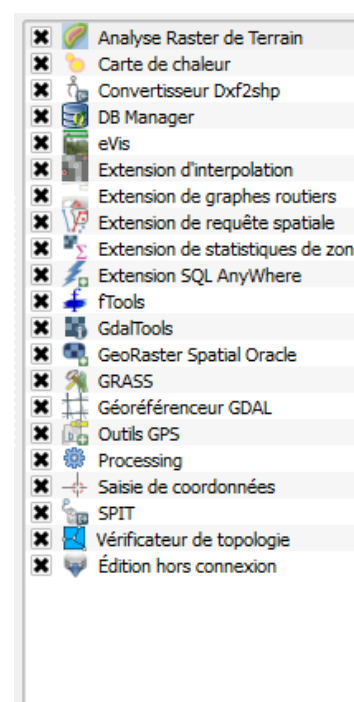 Analyse Raster de Terrain
Carte de chaleur
Convertisseur Dxf2shp
DB Manager
eVis
Extension d'interpolation
Extension de graphes routiers
Extension de requête spatiale
Extension de statistiques de zon
Extension SQL AnyWhere
fTools
GdalTools
GeoRaster Spatial Oracle
GRASS
Géoréférenceur GDAL
Outils GPS
Processing
Saisie de coordonnées
SPIT
Vérificateur de topologie
Édition hors connexion